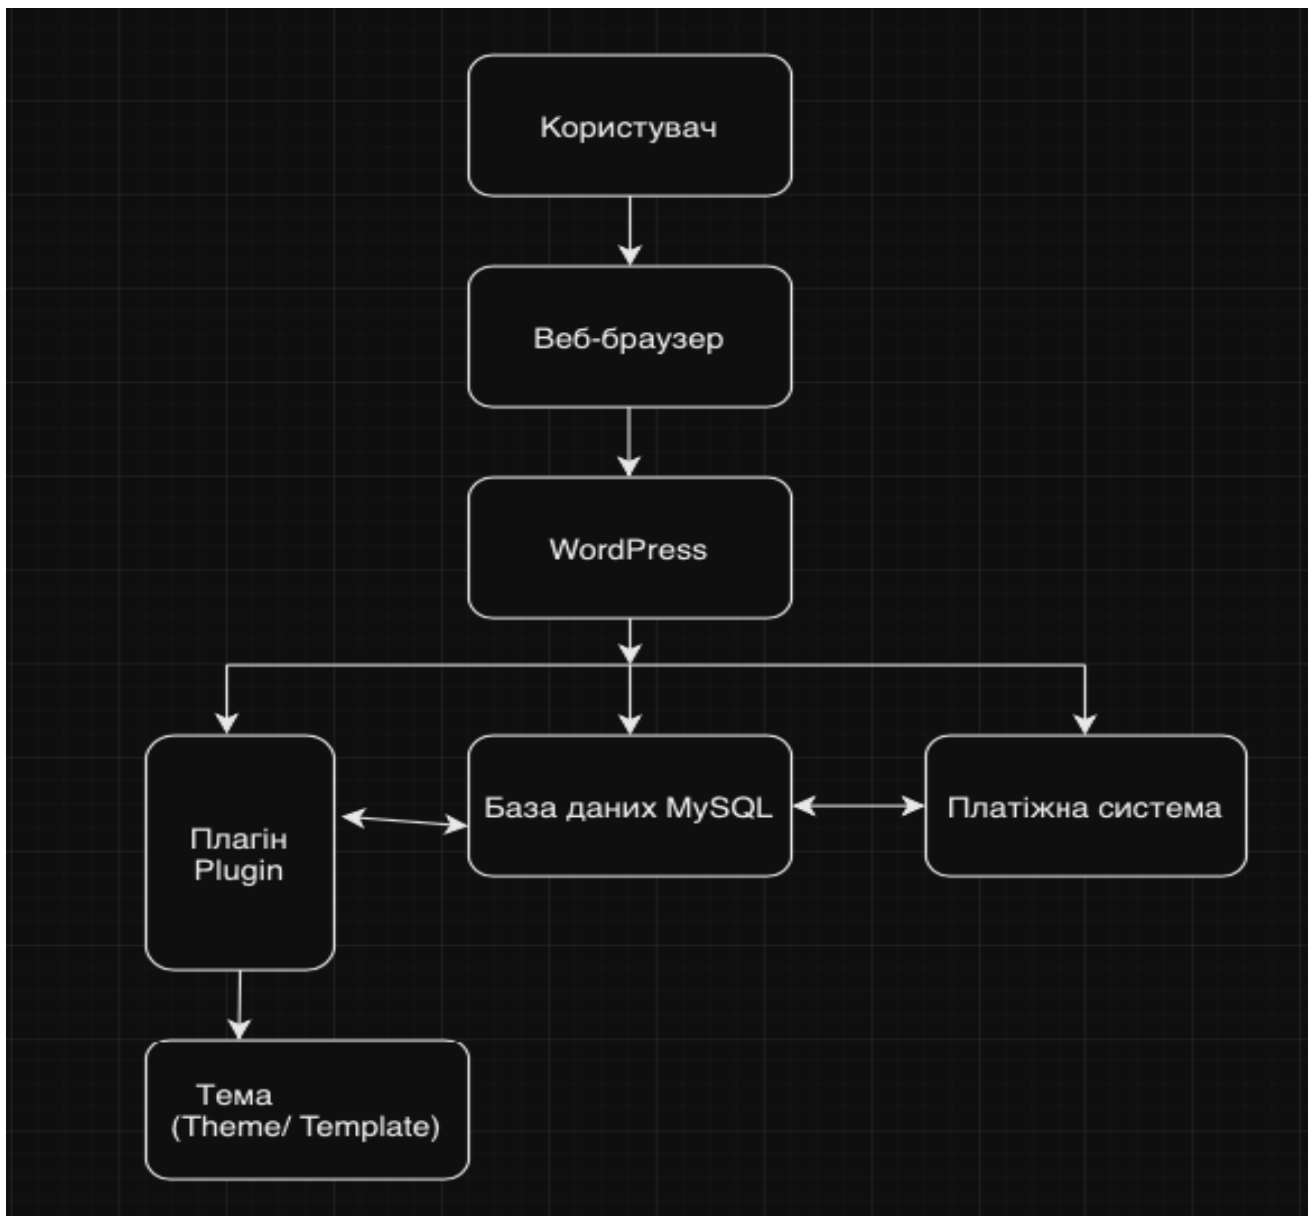 Користувач
Веб-браузер
WordPress
Плагін
Plugin
База даних MySQL
Платіжна система
Тема
(Theme/ Template)